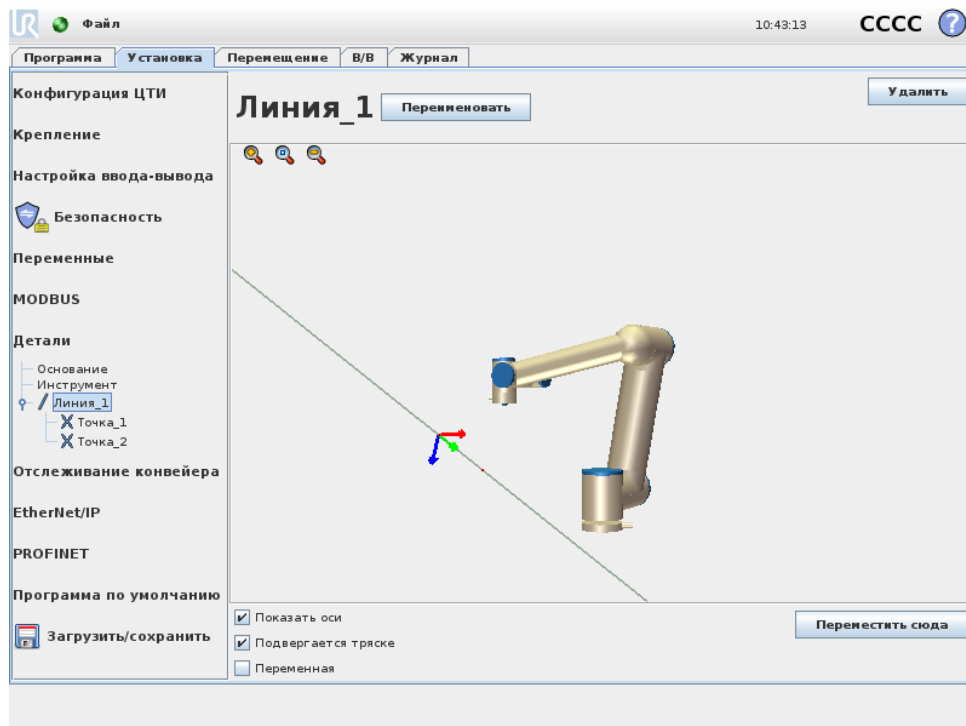 UR Файл 10:43:13 CCCC ?
Программа Установка Перемещение В/В Журнал
Конфигурация ЦТИ
Крепление
Настройка ввода-вывода
Безопасность
Переменные
MODBUS
Детали
Основание
Инструмент
Линия_1
Точка_1
Точка_2
Отслеживание конвейера
EtherNet/IP
PROFINET
Программа по умолчанию
Загрузить/сохранить
Линия_1 Переименовать Удалить
Показать оси
Подвергается тряске
Переменная
Переместить сюда